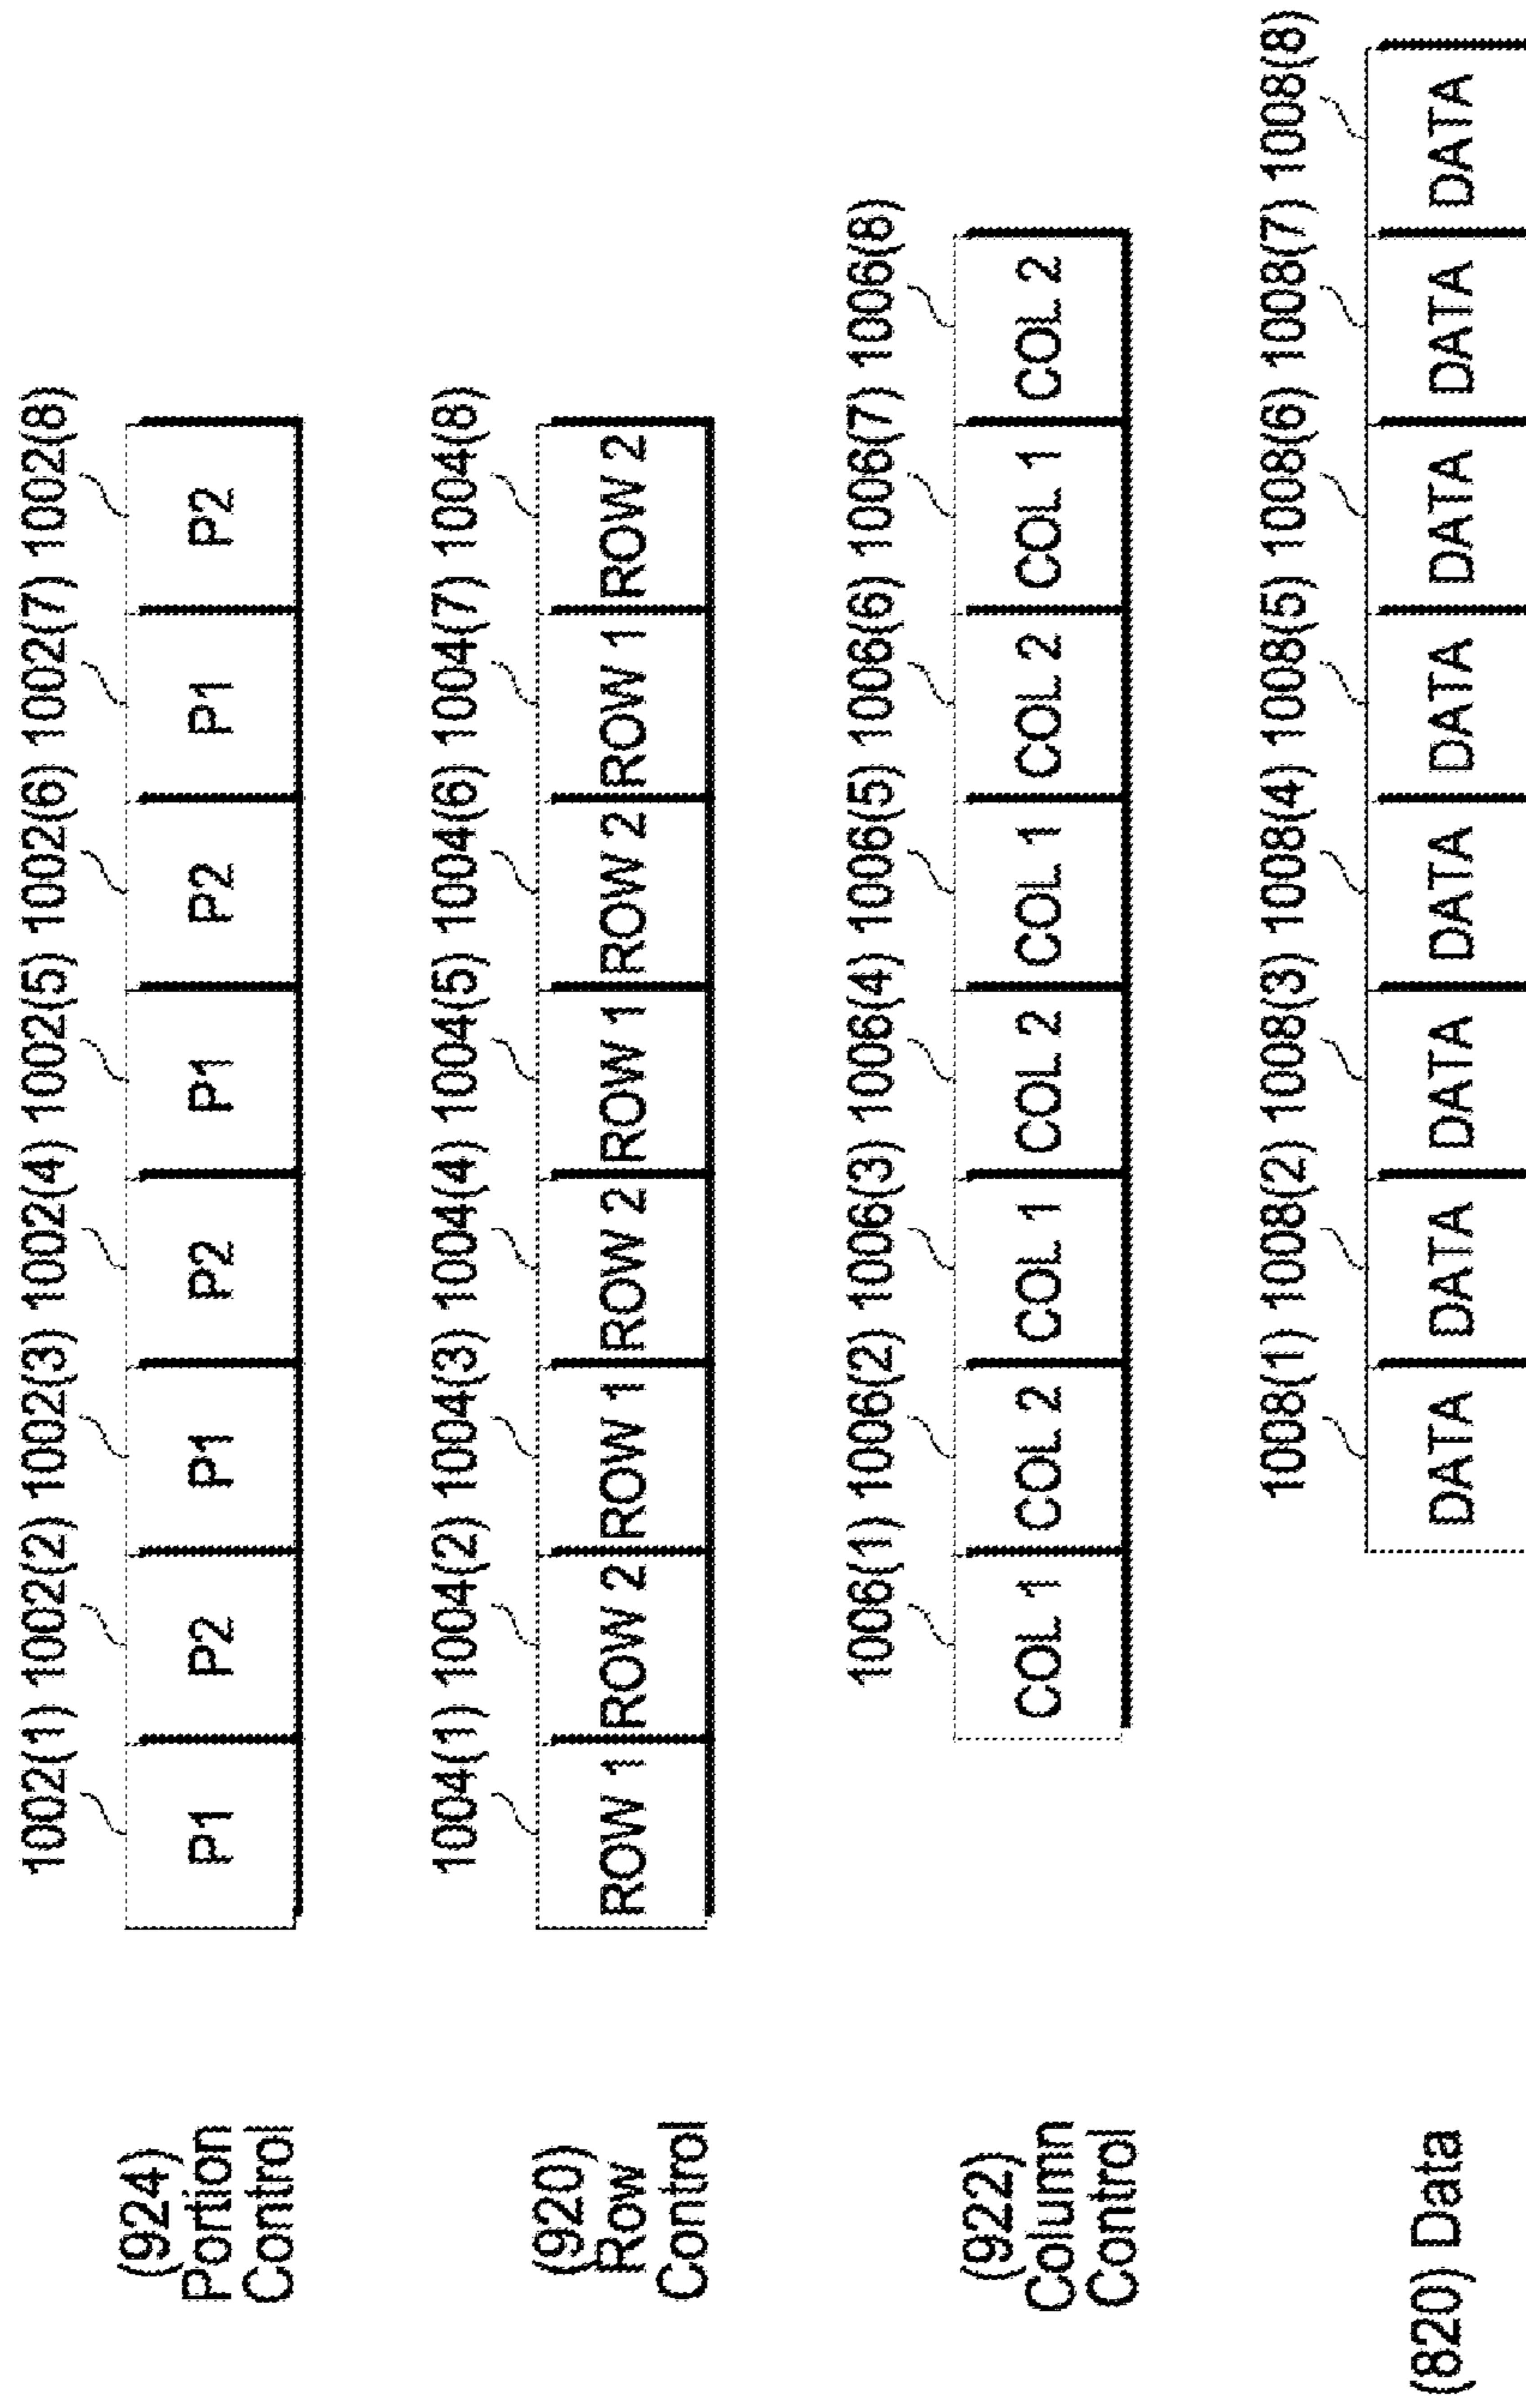 1002(1) 1002(2) 1002(3) 1002(4) 1002(5) 1002(6) 1002(7) 1002(8)
(924)
Portion
Control
P1 P2 P1 P2 P1 P2 P1 P2
1004(1) 1004(2) 1004(3) 1004(4) 1004(5) 1004(6) 1004(7) 1004(8)
(920)
Row
Control
ROW 1 ROW 2 ROW 1 ROW 2 ROW 1 ROW 2 ROW 1 ROW 2
1006(1) 1006(2) 1006(3) 1006(4) 1006(5) 1006(6) 1006(7) 1006(8)
(922)
Column
Control
COL 1 COL 2 COL 1 COL 2 COL 1 COL 2 COL 1 COL 2
1008(1) 1008(2) 1008(3) 1008(4) 1008(5) 1008(6) 1008(7) 1008(8)
(820) Data
DATA DATA DATA DATA DATA DATA DATA DATA